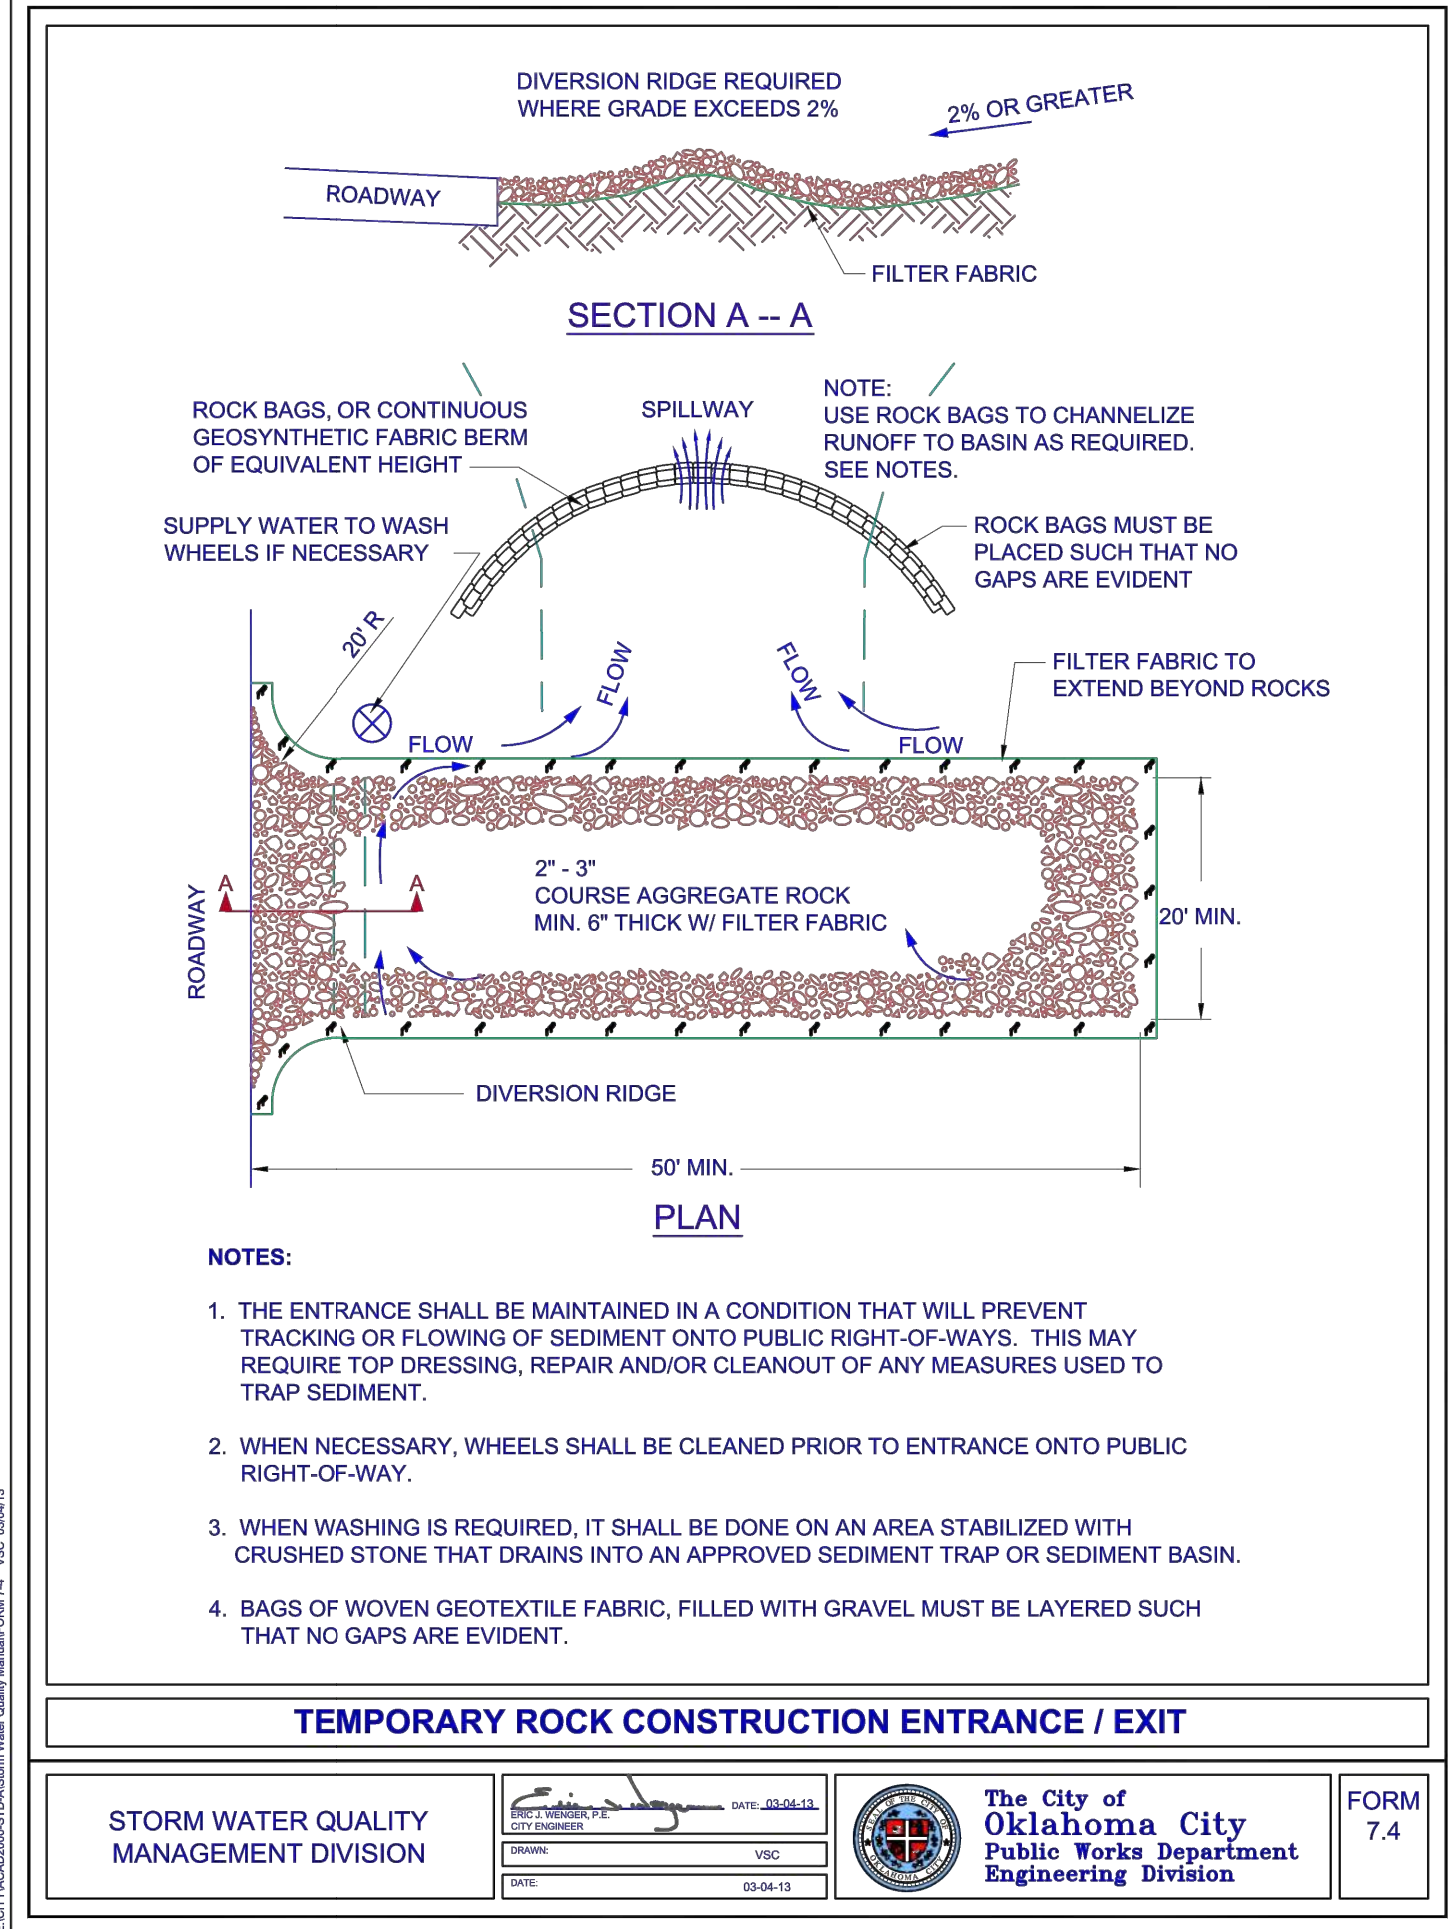 DIVERSION RIDGE REQUIRED
WHERE GRADE EXCEEDS 2%
2% OR GREATER
ROADWAY
FILTER FABRIC
SECTION A -- A
ROCK BAGS, OR CONTINUOUS
GEOSYNTHETIC FABRIC BERM
OF EQUIVALENT HEIGHT
SPILLWAY
NOTE:
USE ROCK BAGS TO CHANNELIZE
RUNOFF TO BASIN AS REQUIRED.
SEE NOTES.
SUPPLY WATER TO WASH
WHEELS IF NECESSARY
ROCK BAGS MUST BE
PLACED SUCH THAT NO
GAPS ARE EVIDENT
20' R
FLOW
FLOW
FILTER FABRIC TO
EXTEND BEYOND ROCKS
FLOW
FLOW
2" - 3"
COURSE AGGREGATE ROCK
MIN. 6" THICK W/ FILTER FABRIC
A
A
ROADWAY
20' MIN.
DIVERSION RIDGE
50' MIN.
PLAN
NOTES:
1. THE ENTRANCE SHALL BE MAINTAINED IN A CONDITION THAT WILL PREVENT
TRACKING OR FLOWING OF SEDIMENT ONTO PUBLIC RIGHT-OF-WAYS. THIS MAY
REQUIRE TOP DRESSING, REPAIR AND/OR CLEANOUT OF ANY MEASURES USED TO
TRAP SEDIMENT.
2. WHEN NECESSARY, WHEELS SHALL BE CLEANED PRIOR TO ENTRANCE ONTO PUBLIC
RIGHT-OF-WAY.
3. WHEN WASHING IS REQUIRED, IT SHALL BE DONE ON AN AREA STABILIZED WITH
CRUSHED STONE THAT DRAINS INTO AN APPROVED SEDIMENT TRAP OR SEDIMENT BASIN.
4. BAGS OF WOVEN GEOTEXTILE FABRIC, FILLED WITH GRAVEL MUST BE LAYERED SUCH
THAT NO GAPS ARE EVIDENT.
TEMPORARY ROCK CONSTRUCTION ENTRANCE / EXIT
STORM WATER QUALITY
MANAGEMENT DIVISION
DATE: 03-04-13
ERIC J. WENGER, P.E.
CITY ENGINEER
DRAWN: VSC
DATE: 03-04-13
SEAL OF THE CITY OF
OKLAHOMA CITY
The City of
Oklahoma City
Public Works Department
Engineering Division
FORM
7.4